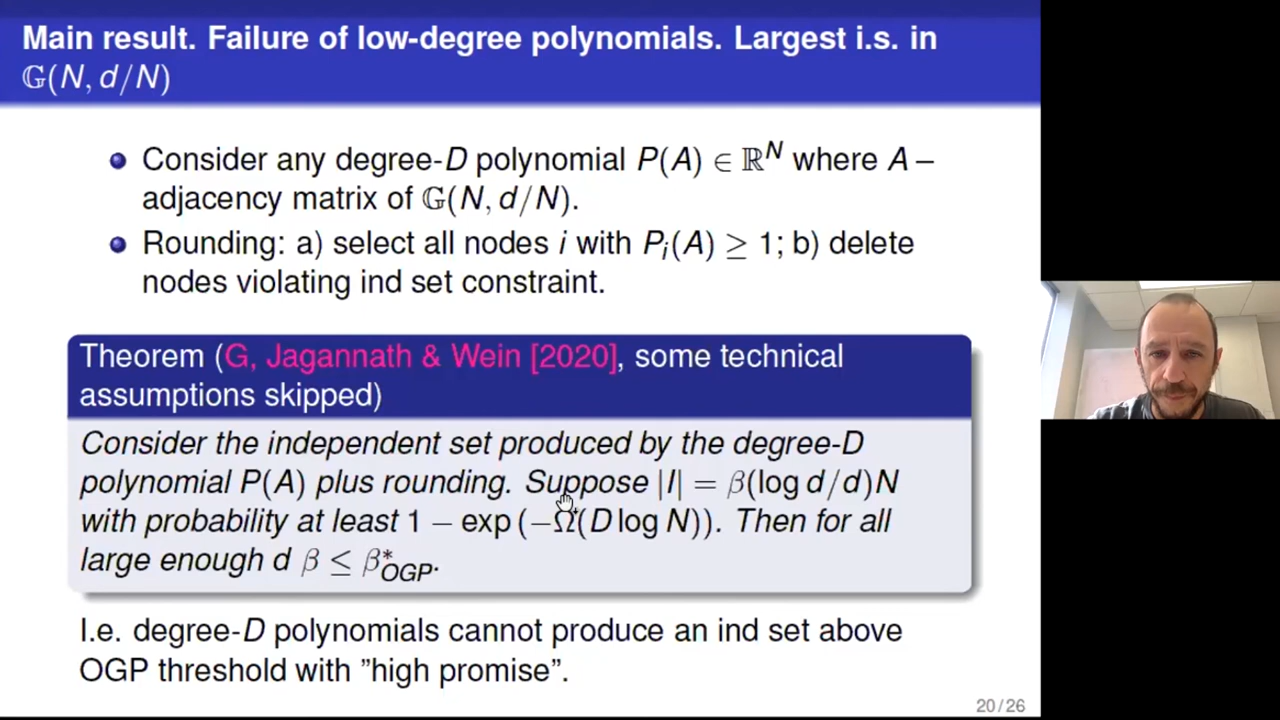 Main result. Failure of low-degree polynomials. Largest i.s. in
𝔾(N, d/N)
Consider any degree-D polynomial P(A) ∈ ℝᴺ where A −
adjacency matrix of 𝔾(N, d/N).
Rounding: a) select all nodes i with Pᵢ(A) ≥ 1; b) delete
nodes violating ind set constraint.
Theorem (G, Jagannath & Wein [2020], some technical
assumptions skipped)
Consider the independent set produced by the degree-D
polynomial P(A) plus rounding. Suppose |I| = β(log d/d)N
with probability at least 1 − exp (−Ω(D log N)). Then for all
large enough d β ≤ β*_OGP.
I.e. degree-D polynomials cannot produce an ind set above
OGP threshold with "high promise".
20 / 26